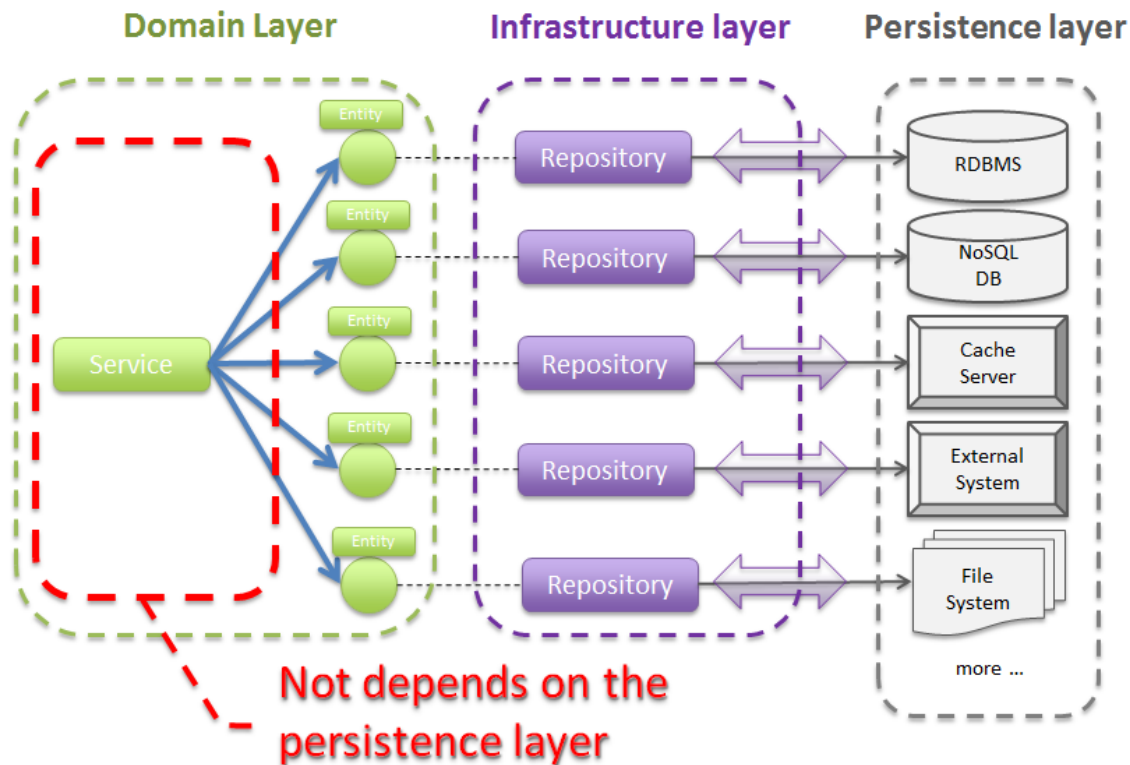 Domain Layer
Infrastructure layer
Persistence layer
Entity
Repository
RDBMS
Entity
Repository
NoSQL
DB
Entity
Service
Repository
Cache
Server
Entity
Repository
External
System
Entity
Repository
File
System
more ...
Not depends on the
persistence layer